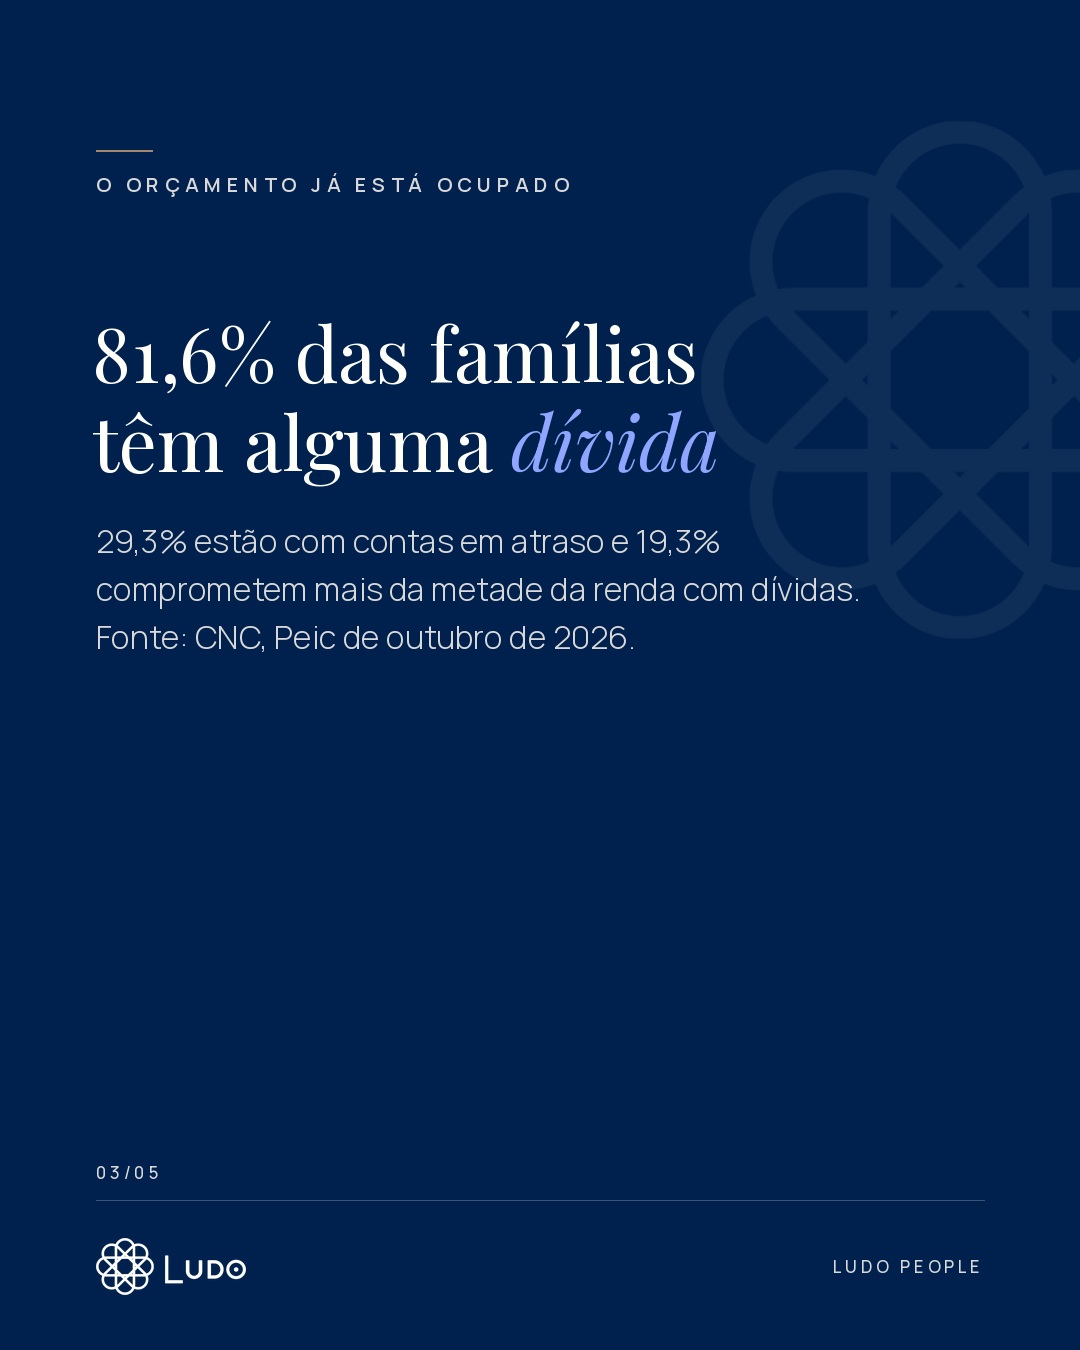 O ORÇAMENTO JÁ ESTÁ OCUPADO
81,6% das famílias
têm alguma dívida
29,3% estão com contas em atraso e 19,3%
comprometem mais da metade da renda com dívidas.
Fonte: CNC, Peic de outubro de 2026.
03/05
LUDO
LUDO PEOPLE